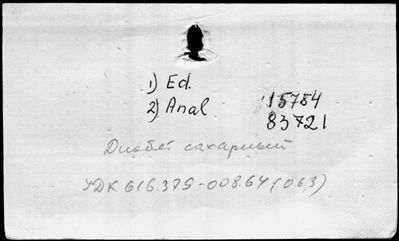 1) Ed. 15784
2) Anal 83721
Диабет сахарный
УДК 616.379-008.64(063)